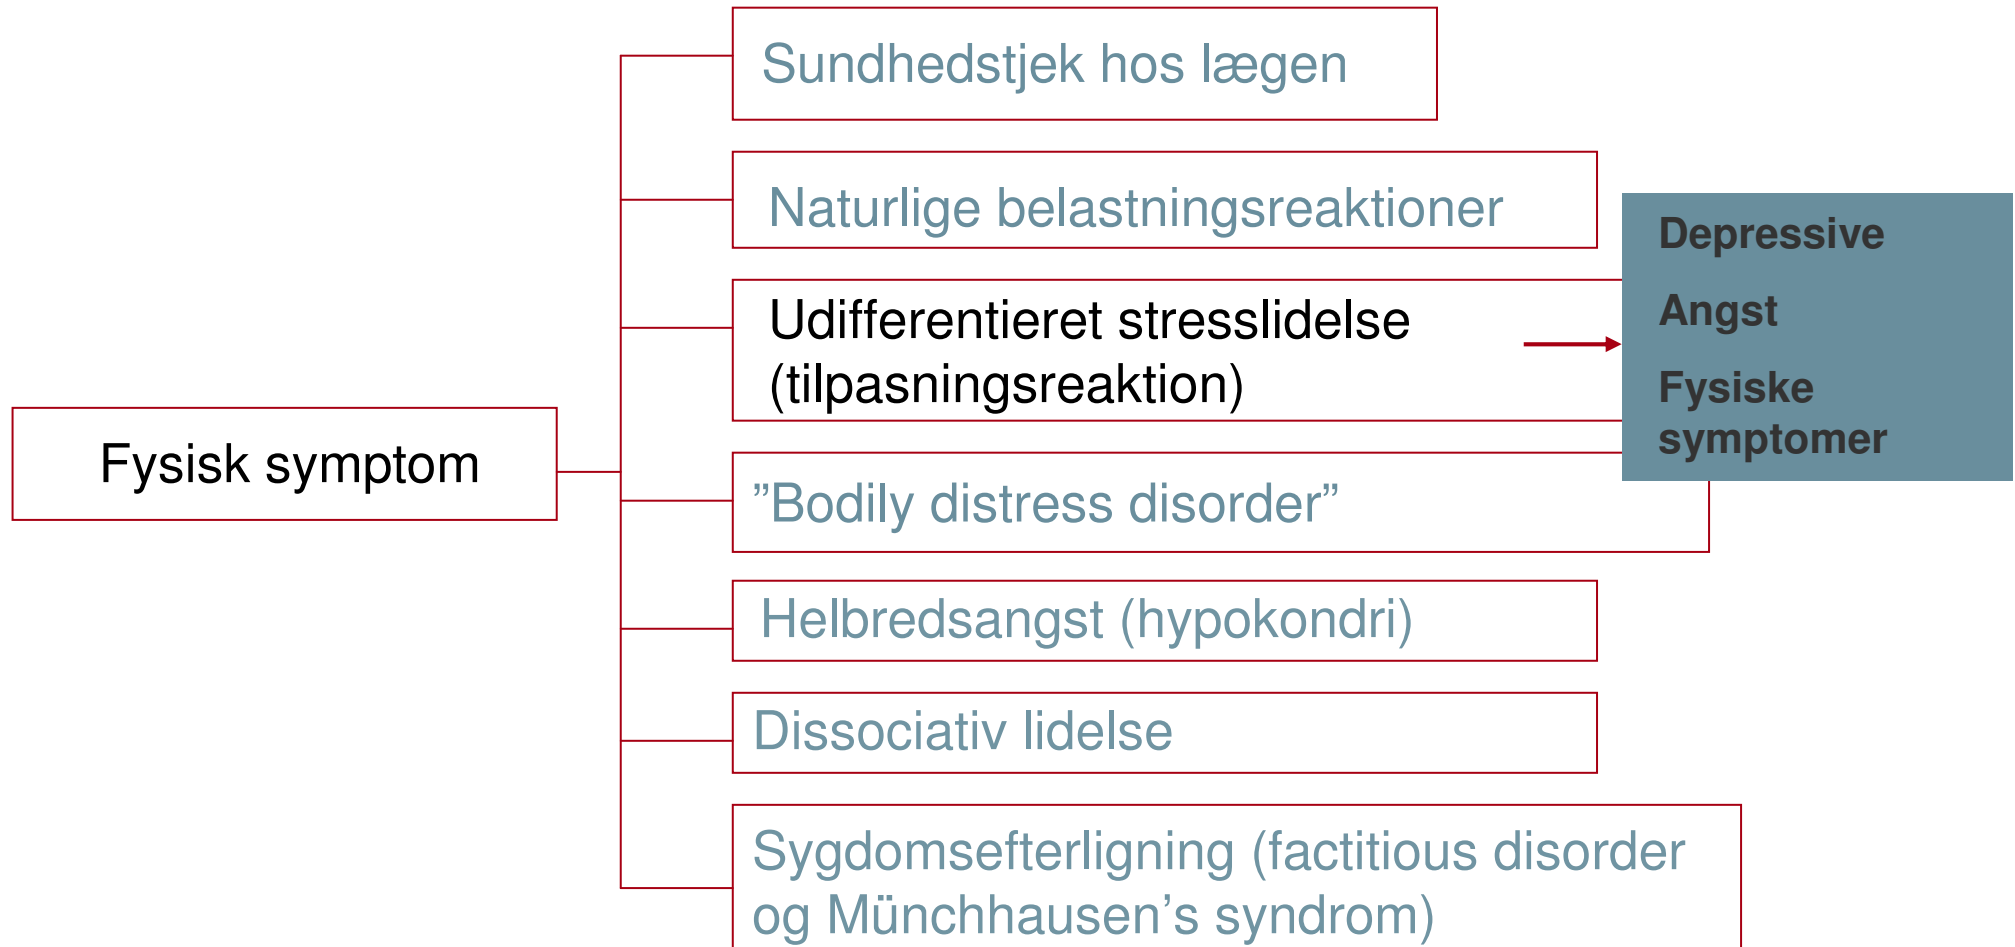 Sundhedstjek hos lægen
Naturlige belastningsreaktioner
Udifferentieret stresslidelse
(tilpasningsreaktion)
Depressive
Angst
Fysiske
symptomer
Fysisk symptom
”Bodily distress disorder”
Helbredsangst (hypokondri)
Dissociativ lidelse
Sygdomsefterligning (factitious disorder
og Münchhausen’s syndrom)